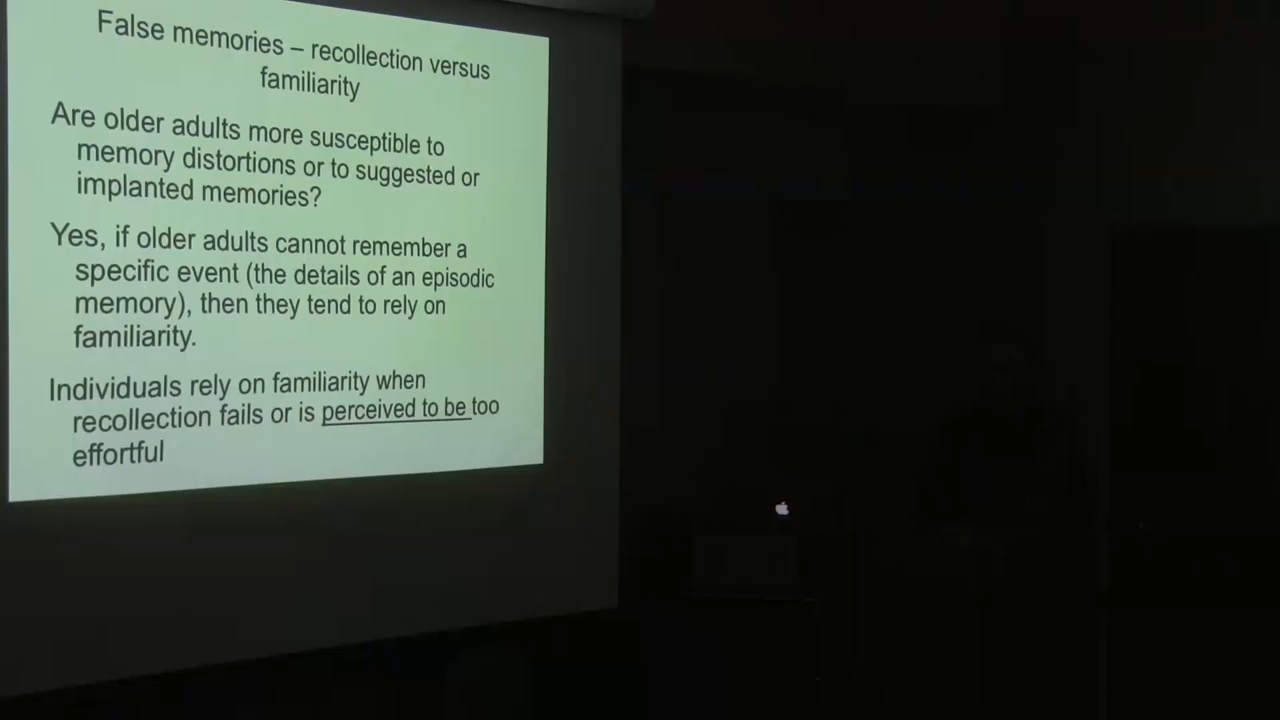 False memories – recollection versus
familiarity
Are older adults more susceptible to
memory distortions or to suggested or
implanted memories?
Yes, if older adults cannot remember a
specific event (the details of an episodic
memory), then they tend to rely on
familiarity.
Individuals rely on familiarity when
recollection fails or is perceived to be too
effortful